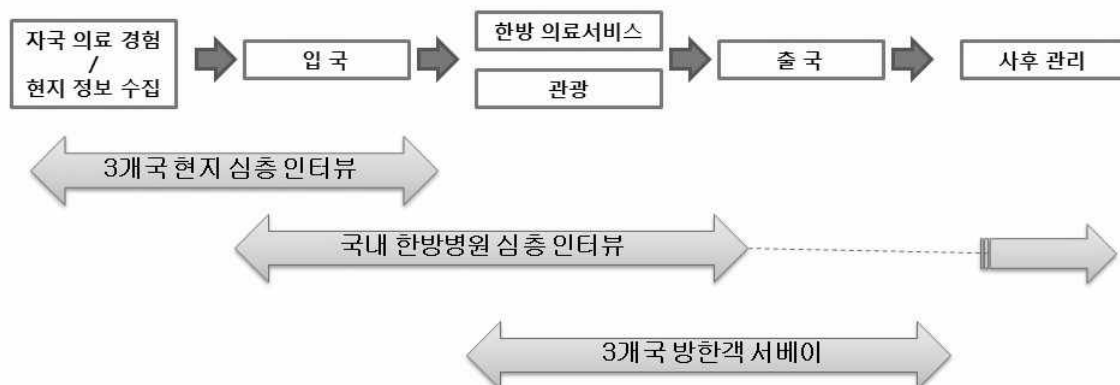 자국 의료 경험
/
현지 정보 수집
입 국
한방 의료서비스
관광
출 국
사후 관리
3개국 현지 심층 인터뷰
국내 한방병원 심층 인터뷰
3개국 방한객 서베이